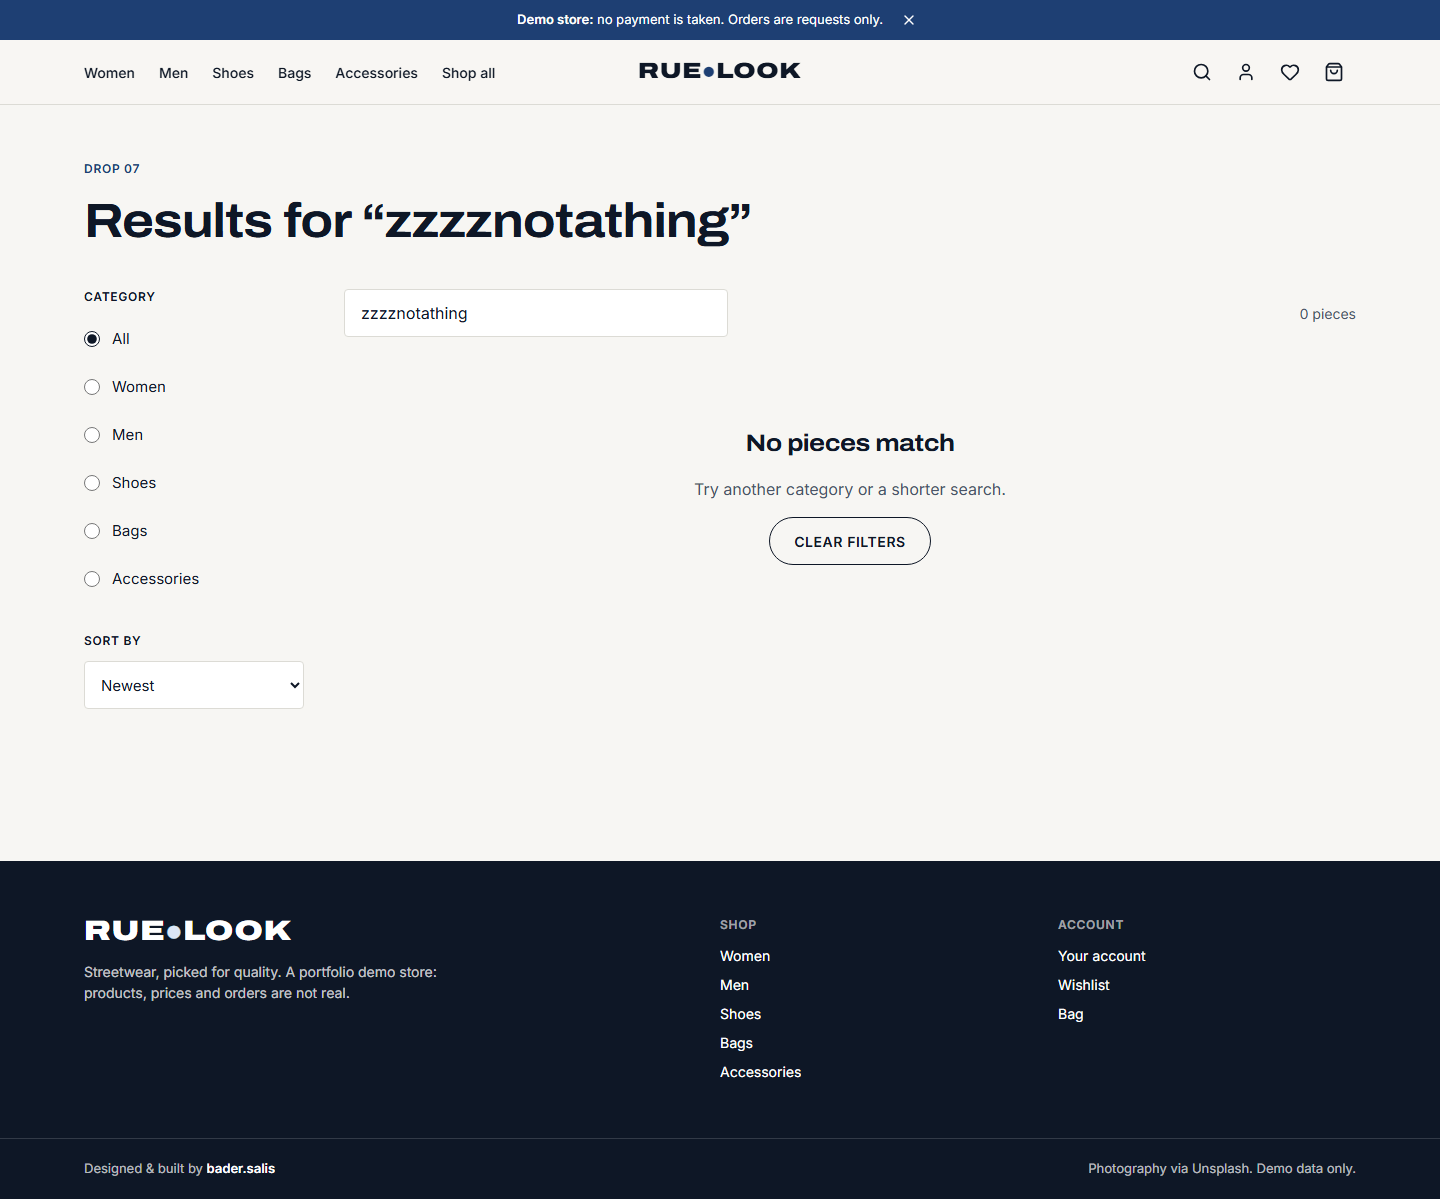 Demo store: no payment is taken. Orders are requests only.
Women Men Shoes Bags Accessories Shop all
RUE●LOOK
DROP 07
Results for “zzzznotathing”
CATEGORY
All
Women
Men
Shoes
Bags
Accessories
SORT BY
Newest
zzzznotathing
0 pieces
No pieces match
Try another category or a shorter search.
CLEAR FILTERS
RUE●LOOK
Streetwear, picked for quality. A portfolio demo store:
products, prices and orders are not real.
SHOP
Women
Men
Shoes
Bags
Accessories
ACCOUNT
Your account
Wishlist
Bag
Designed & built by bader.salis
Photography via Unsplash. Demo data only.